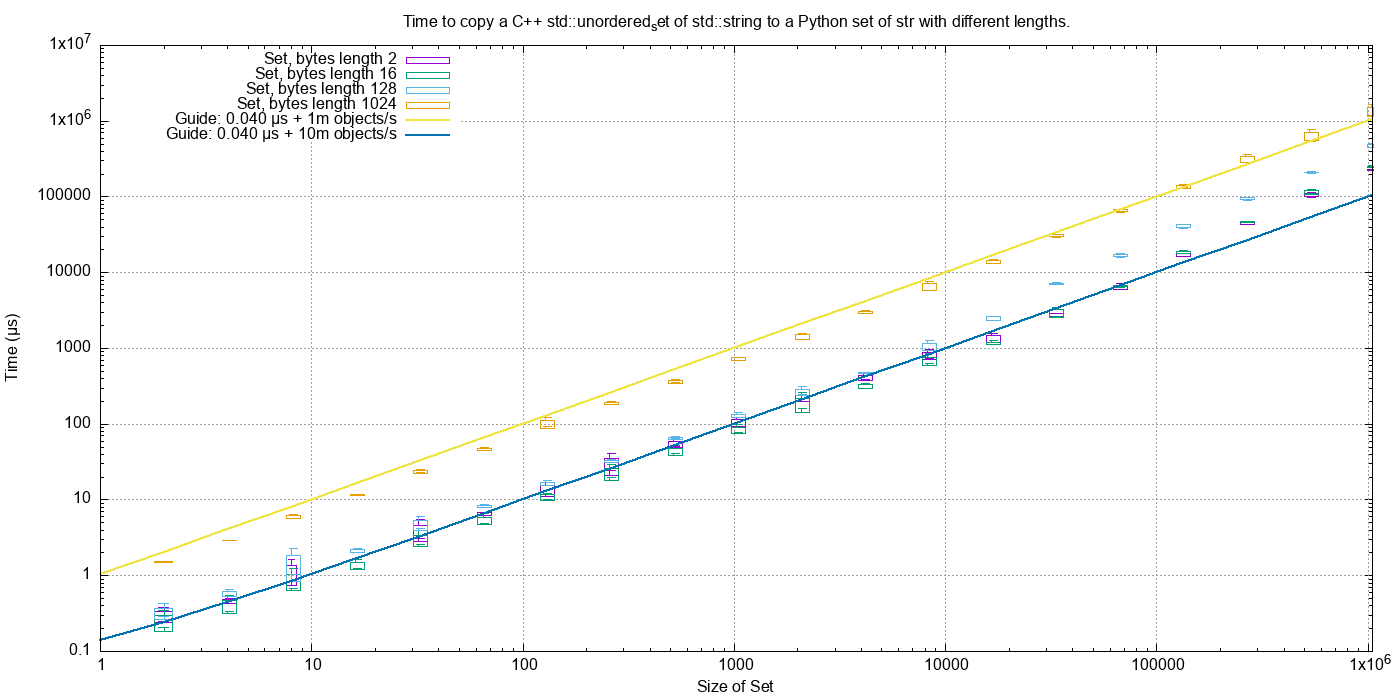 Time to copy a C++ std::unordered_set of std::string to a Python set of str with different lengths.
1x10^7
Set, bytes length 2
Set, bytes length 16
Set, bytes length 128
Set, bytes length 1024
Guide: 0.040 µs + 1m objects/s
Guide: 0.040 µs + 10m objects/s
1x10^6
100000
10000
1000
100
10
1
0.1
Time (µs)
1 10 100 1000 10000 100000 1x10^6
Size of Set